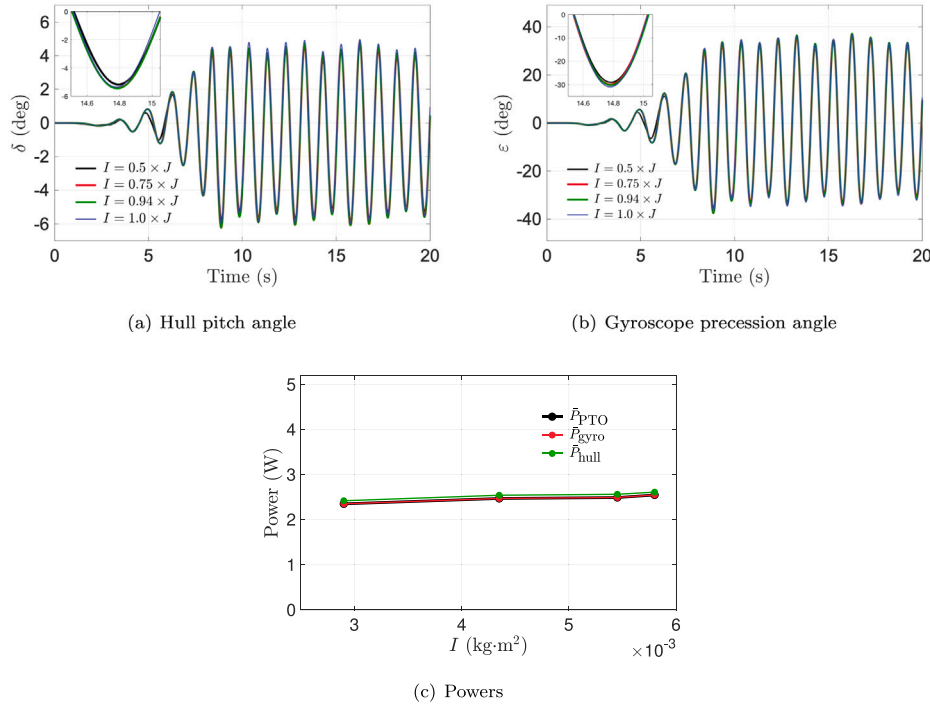 6
4
2
0
-2
-4
-6
δ (deg)
0
-2
-4
-6
14.6
14.8
15
I = 0.5 × J
I = 0.75 × J
I = 0.94 × J
I = 1.0 × J
0
5
10
15
20
Time (s)
(a) Hull pitch angle
40
20
0
-20
-40
ε (deg)
0
-10
-20
-30
14.6
14.8
15
I = 0.5 × J
I = 0.75 × J
I = 0.94 × J
I = 1.0 × J
0
5
10
15
20
Time (s)
(b) Gyroscope precession angle
5
4
3
2
1
0
Power (W)
P̄PTO
P̄gyro
P̄hull
3
4
5
6
I (kg·m²)
×10⁻³
(c) Powers